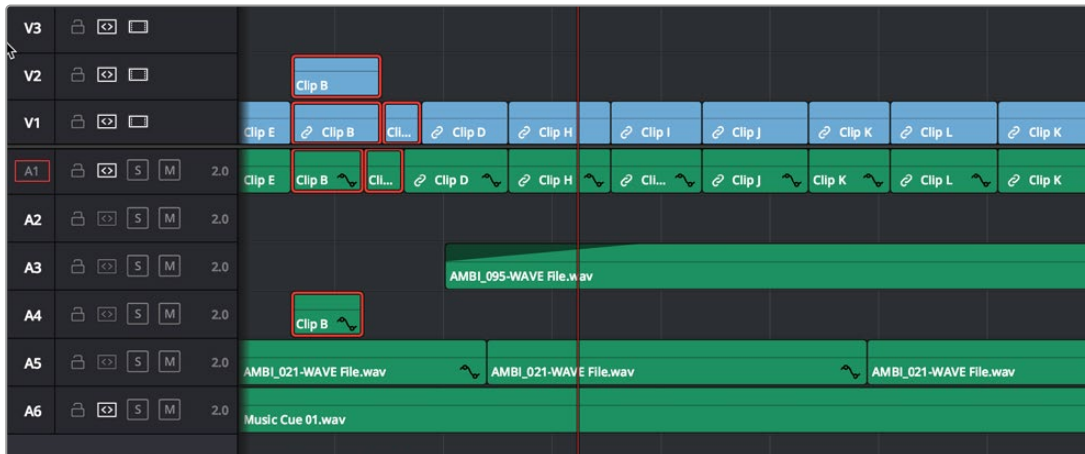 V3
V2
Clip B
V1
Clip E Clip B Cli... Clip D Clip H Clip I Clip J Clip K Clip L Clip K
A1 S M 2.0
Clip E Clip B Cli... Clip D Clip H Cli... Clip J Clip K Clip L Clip K
A2 S M 2.0
A3 S M 2.0
AMBI_095-WAVE File.wav
A4 S M 2.0
Clip B
A5 S M 2.0
AMBI_021-WAVE File.wav AMBI_021-WAVE File.wav AMBI_021-WAVE File.wav
A6 S M 2.0
Music Cue 01.wav